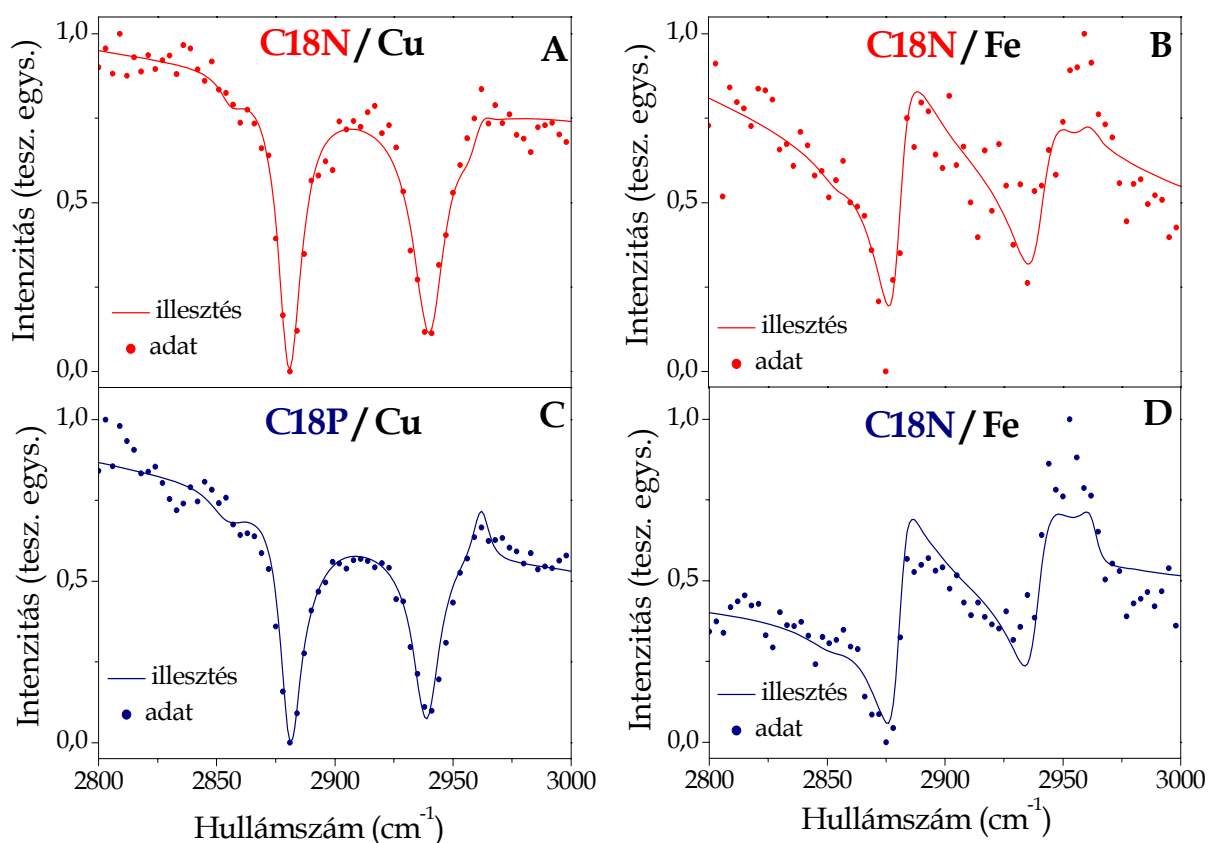 C18N/Cu
A
1,0
0,5
0,0
Intenzitás (tesz. egys.)
illesztés
adat
C18N/Fe
B
1,0
0,5
0,0
Intenzitás (tesz. egys.)
illesztés
adat
C18P/Cu
C
1,0
0,5
0,0
Intenzitás (tesz. egys.)
illesztés
adat
2800 2850 2900 2950 3000
Hullámszám (cm⁻¹)
C18N/Fe
D
1,0
0,5
0,0
Intenzitás (tesz. egys.)
illesztés
adat
2800 2850 2900 2950 3000
Hullámszám (cm⁻¹)